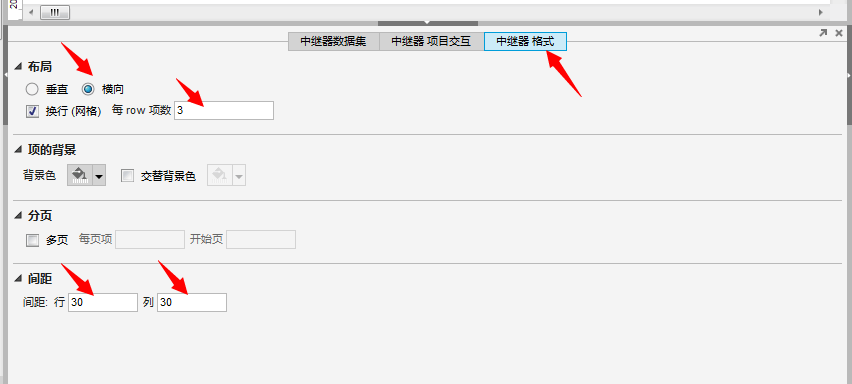 20
中继器数据集 中继器 项目交互 中继器 格式
布局
垂直 横向
换行 (网格) 每 row 项数 3
项的背景
背景色 交替背景色
分页
多页 每页项 开始页
间距
间距: 行 30 列 30